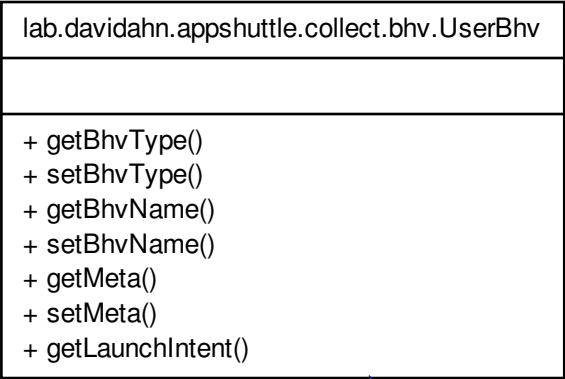 lab.davidahn.appshuttle.collect.bhv.UserBhv
+ getBhvType()
+ setBhvType()
+ getBhvName()
+ setBhvName()
+ getMeta()
+ setMeta()
+ getLaunchIntent()